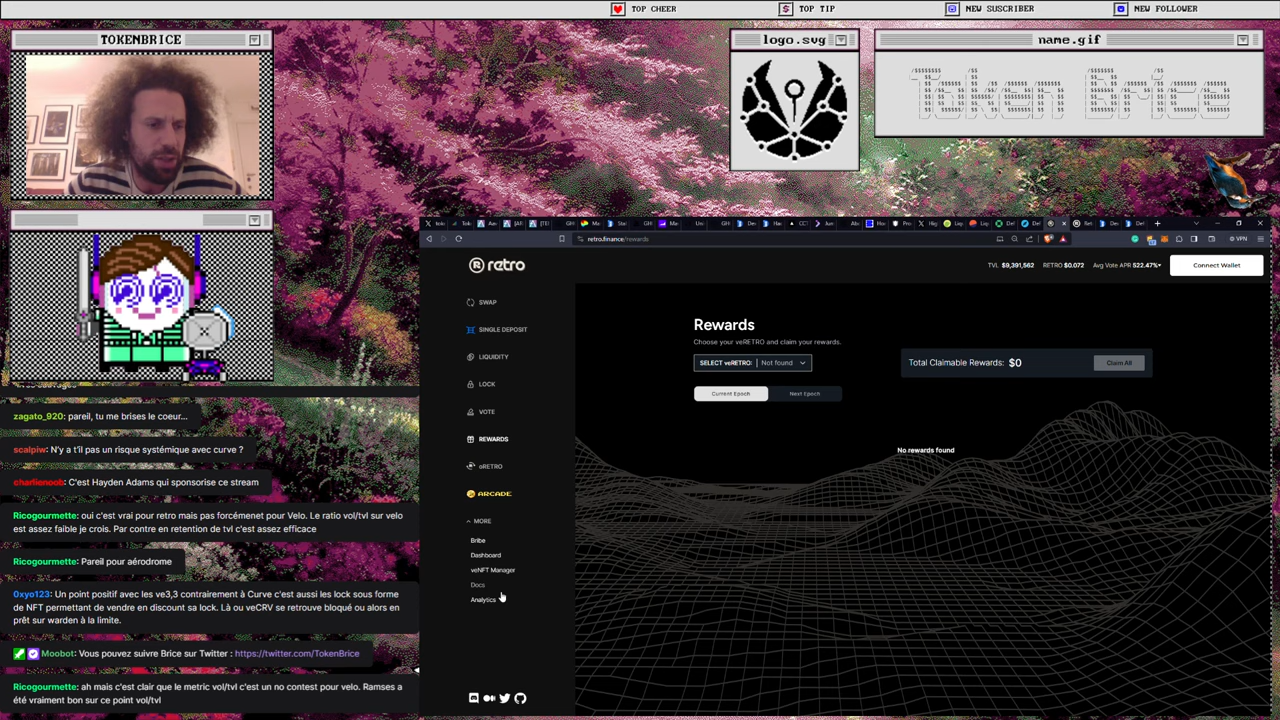 TOP CHEER
TOP TIP
NEW SUSCRIBER
NEW FOLLOWER
TOKENBRICE
logo.svg
name.gif
zagato_920: pareil, tu me brises le coeur...
scalpiw: N'y a t'il pas un risque systémique avec curve ?
charlienoob: C'est Hayden Adams qui sponsorise ce stream
Ricogourmette: oui c'est vrai pour retro mais pas forcémenet pour Velo. Le ratio vol/tvl sur velo
est assez faible je crois. Par contre en retention de tvl c'est assez efficace
Ricogourmette: Pareil pour aérodrome
0xyo123: Un point positif avec les ve3,3 contrairement à Curve c'est aussi les lock sous forme
de NFT permettant de vendre en discount sa lock. Là ou veCRV se retrouve bloqué ou alors en
prêt sur warden à la limite.
Moobot: Vous pouvez suivre Brice sur Twitter : https://twitter.com/TokenBrice
Ricogourmette: ah mais c'est clair que le metric vol/tvl c'est un no contest pour velo. Ramses a
été vraiment bon sur ce point vol/tvl
retro.finance/rewards
VPN
retro
TVL $9,391,562
RETRO $0.072
Avg Vote APR 522.47%
Connect Wallet
SWAP
SINGLE DEPOSIT
LIQUIDITY
LOCK
VOTE
REWARDS
oRETRO
ARCADE
MORE
Bribe
Dashboard
veNFT Manager
Docs
Analytics
Rewards
Choose your veRETRO and claim your rewards.
SELECT veRETRO: Not found
Total Claimable Rewards: $0
Claim All
Current Epoch
Next Epoch
No rewards found